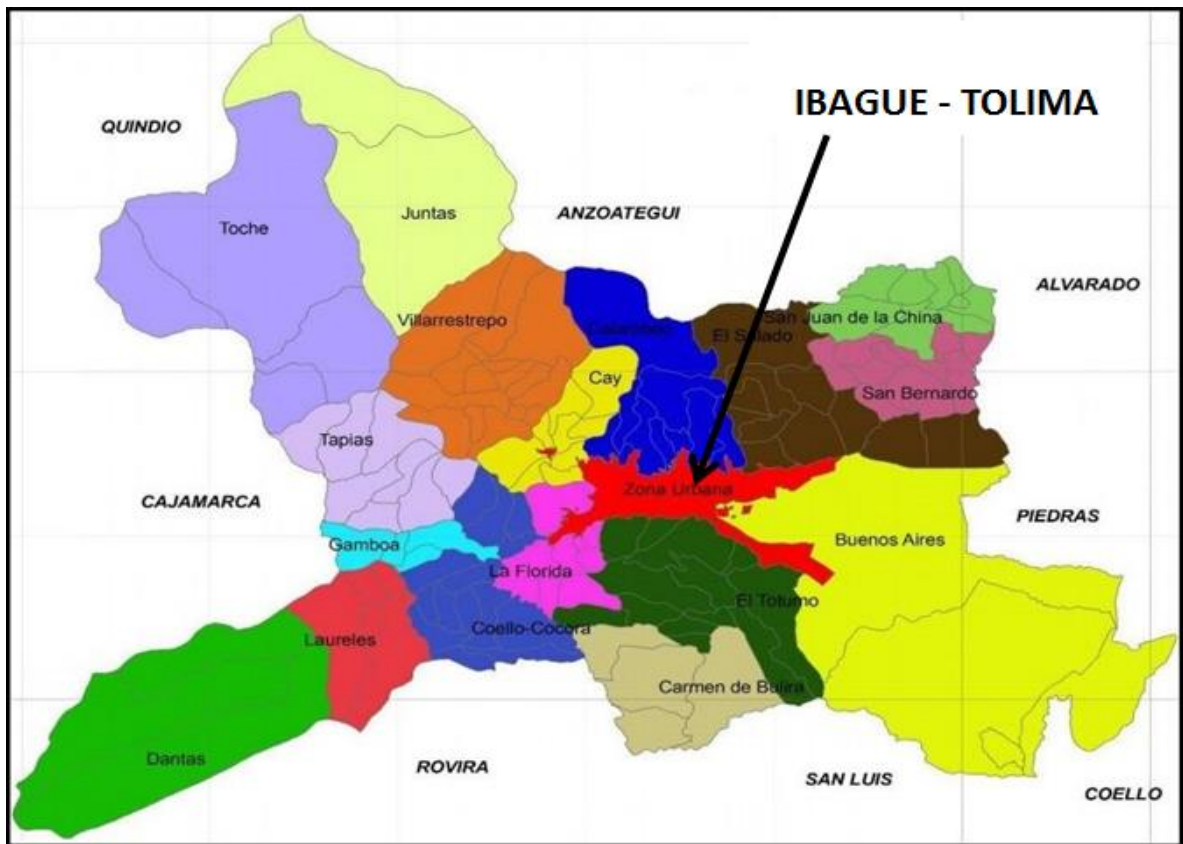 IBAGUE - TOLIMA
QUINDIO
Juntas
ANZOATEGUI
Toche
ALVARADO
Villarrestrepo
San Juan de la China
El Salado
Cay
San Bernardo
Tapias
Zona Urbana
CAJAMARCA
PIEDRAS
Buenos Aires
Gamboa
La Florida
El Totumo
Coello-Cocora
Laureles
Carmen de Bulira
Dantas
ROVIRA
SAN LUIS
COELLO